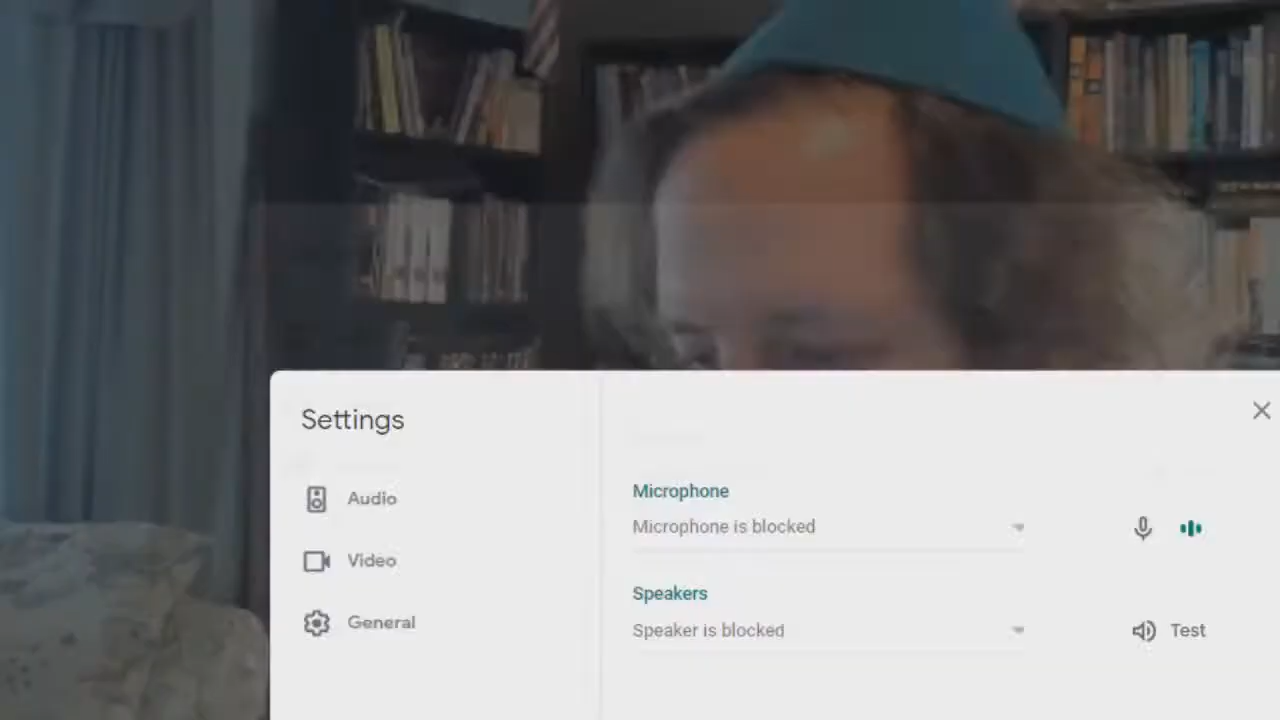 Settings
Audio
Video
General
Microphone
Microphone is blocked
Speakers
Speaker is blocked
Test